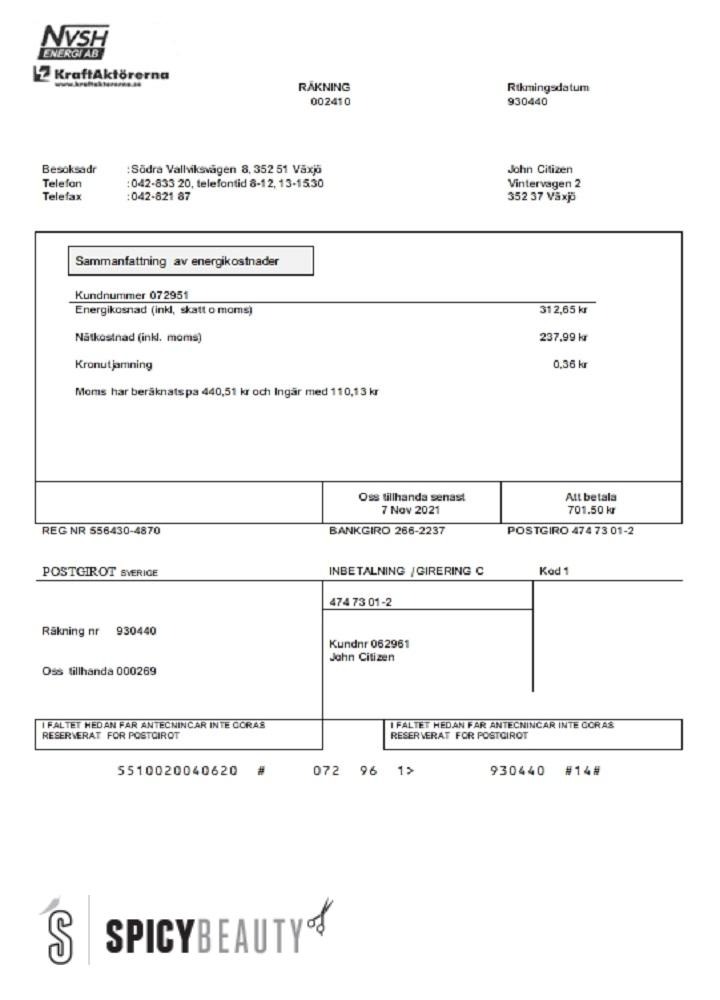 NVSH
ENERGI AB
KraftAktörerna
www.kraftaktorerna.se
RÄKNING
002410
Rtkmingsdatum
930440
Besoksadr :Södra Vallviksvägen 8, 352 51 Växjö
Telefon :042-833 20, telefontid 8-12, 13-15.30
Telefax :042-821 87
John Citizen
Vintervagen 2
352 37 Växjö
Sammanfattning av energikostnader
Kundnummer 072951
Energikosnad (inkl, skatt o moms) 312,65 kr
Nätkostnad (inkl. moms) 237,99 kr
Kronutjamning 0,36 kr
Moms har beräknats pa 440,51 kr och Ingär med 110,13 kr
Oss tillhanda senast
7 Nov 2021
Att betala
701.50 kr
REG NR 556430-4870 BANKGIRO 266-2237 POSTGIRO 474 73 01-2
POSTGIROT SVERIGE INBETALNING /GIRERING C Kod 1
474 73 01-2
Räkning nr 930440
Kundnr 062961
John Citizen
Oss tillhanda 000269
I FALTET HEDAN FAR ANTECNINCAR INTE GORAS
RESERVERAT FOR POSTGIROT
I FALTET HEDAN FAR ANTECNINCAR INTE GORAS
RESERVERAT FOR POSTGIROT
5510020040620 # 072 96 1> 930440 #14#
S SPICYBEAUTY